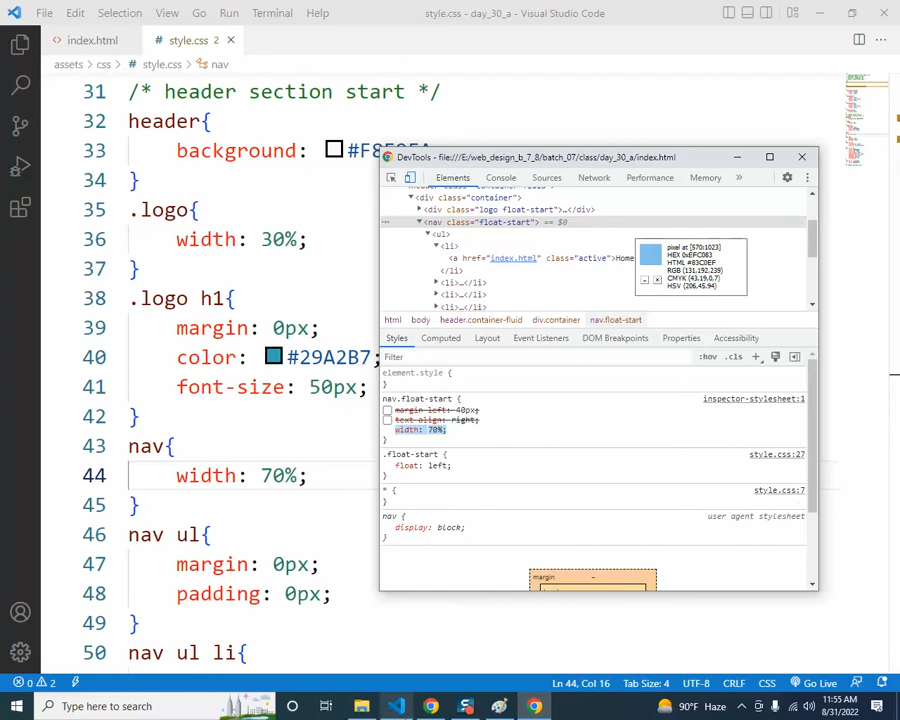 File Edit Selection View Go Run Terminal Help style.css - day_30_a - Visual Studio Code
index.html style.css 2
assets > css > style.css > nav
31 /* header section start */
32 header{
33 background:
34 }
35 .logo{
36 width: 30%;
37 }
38 .logo h1{
39 margin: 0px;
40 color: #29A2B7;
41 font-size: 50px;
42 }
43 nav{
44 width: 70%;
45 }
46 nav ul{
47 margin: 0px;
48 padding: 0px;
49 }
50 nav ul li{
DevTools - file:///E:/web_design_b_7_8/batch_07/class/day_30_a/index.html
Elements Console Sources Network Performance Memory »
<div class="container">
<div class="logo float-start">…</div>
<nav class="float-start"> == $0
<ul>
<li>
<a href="index.html" class="active">Home
</li>
<li>…</li>
<li>…</li>
<li>…</li>
pixel at [570:1023]
HEX 0xEFC083
HTML #83C0EF
RGB (131,192,239)
CMYK (43.19.0.7)
HSV (206.45.94)
html body header.container-fluid div.container nav.float-start
Styles Computed Layout Event Listeners DOM Breakpoints Properties Accessibility
Filter :hov .cls +
element.style {
}
nav.float-start { inspector-stylesheet:1
margin-left: 40px;
text-align: right;
width: 70%;
}
.float-start { style.css:27
float: left;
}
* { style.css:7
}
nav { user agent stylesheet
display: block;
}
margin –
0 2 Go Live Ln 44, Col 16 Tab Size: 4 UTF-8 CRLF CSS
Type here to search 90°F Haze 11:55 AM
8/31/2022